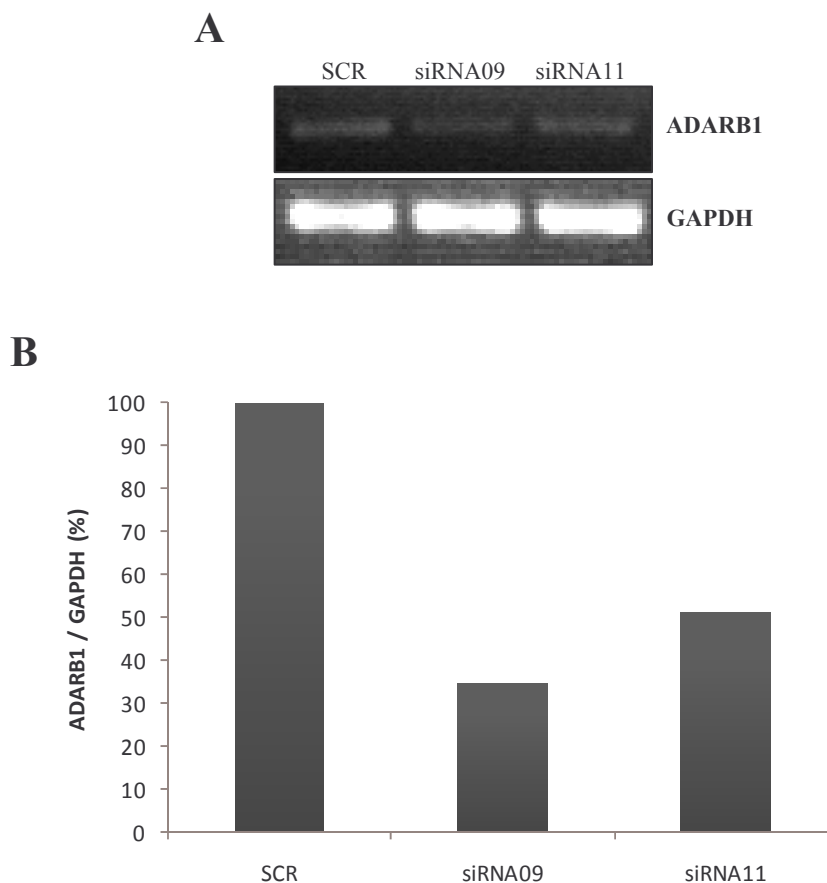 A
SCR siRNA09 siRNA11
ADARB1
GAPDH
B
ADARB1 / GAPDH (%)
100
90
80
70
60
50
40
30
20
10
0
SCR siRNA09 siRNA11